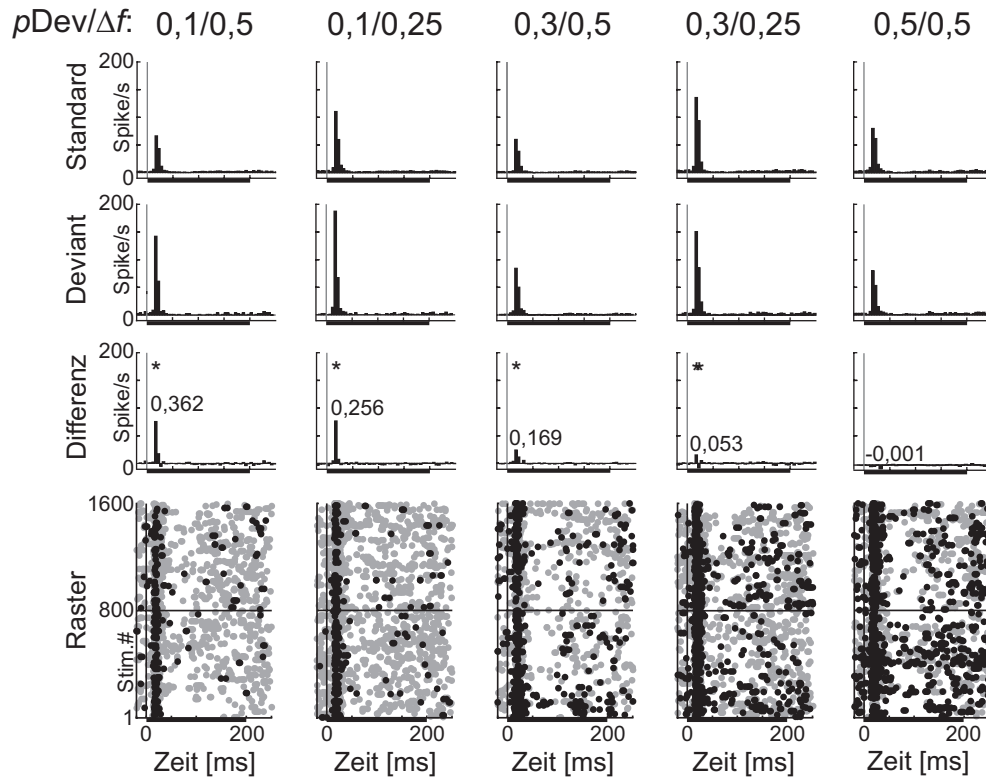 pDev/Δf: 0,1/0,5 0,1/0,25 0,3/0,5 0,3/0,25 0,5/0,5
Standard
Spike/s
200
0
Deviant
Spike/s
200
0
Differenz
Spike/s
200
0
* * * *
0,362 0,256 0,169 0,053 -0,001
Raster
Stim.#
1600
800
1
0 200 0 200 0 200 0 200 0 200
Zeit [ms] Zeit [ms] Zeit [ms] Zeit [ms] Zeit [ms]